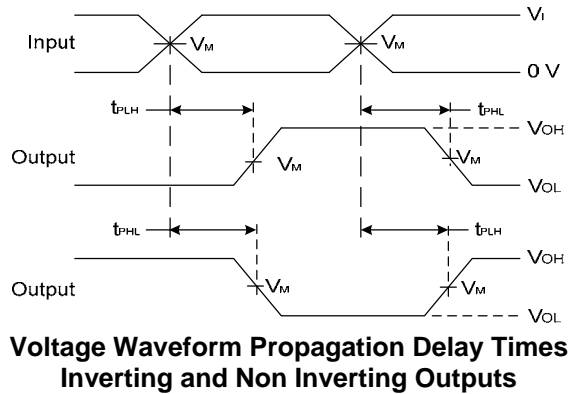 VI
Input
VM
VM
0 V
tPLH
tPHL
VOH
Output
VM
VM
VOL
tPHL
tPLH
VOH
Output
VM
VM
VOL
Voltage Waveform Propagation Delay Times
Inverting and Non Inverting Outputs